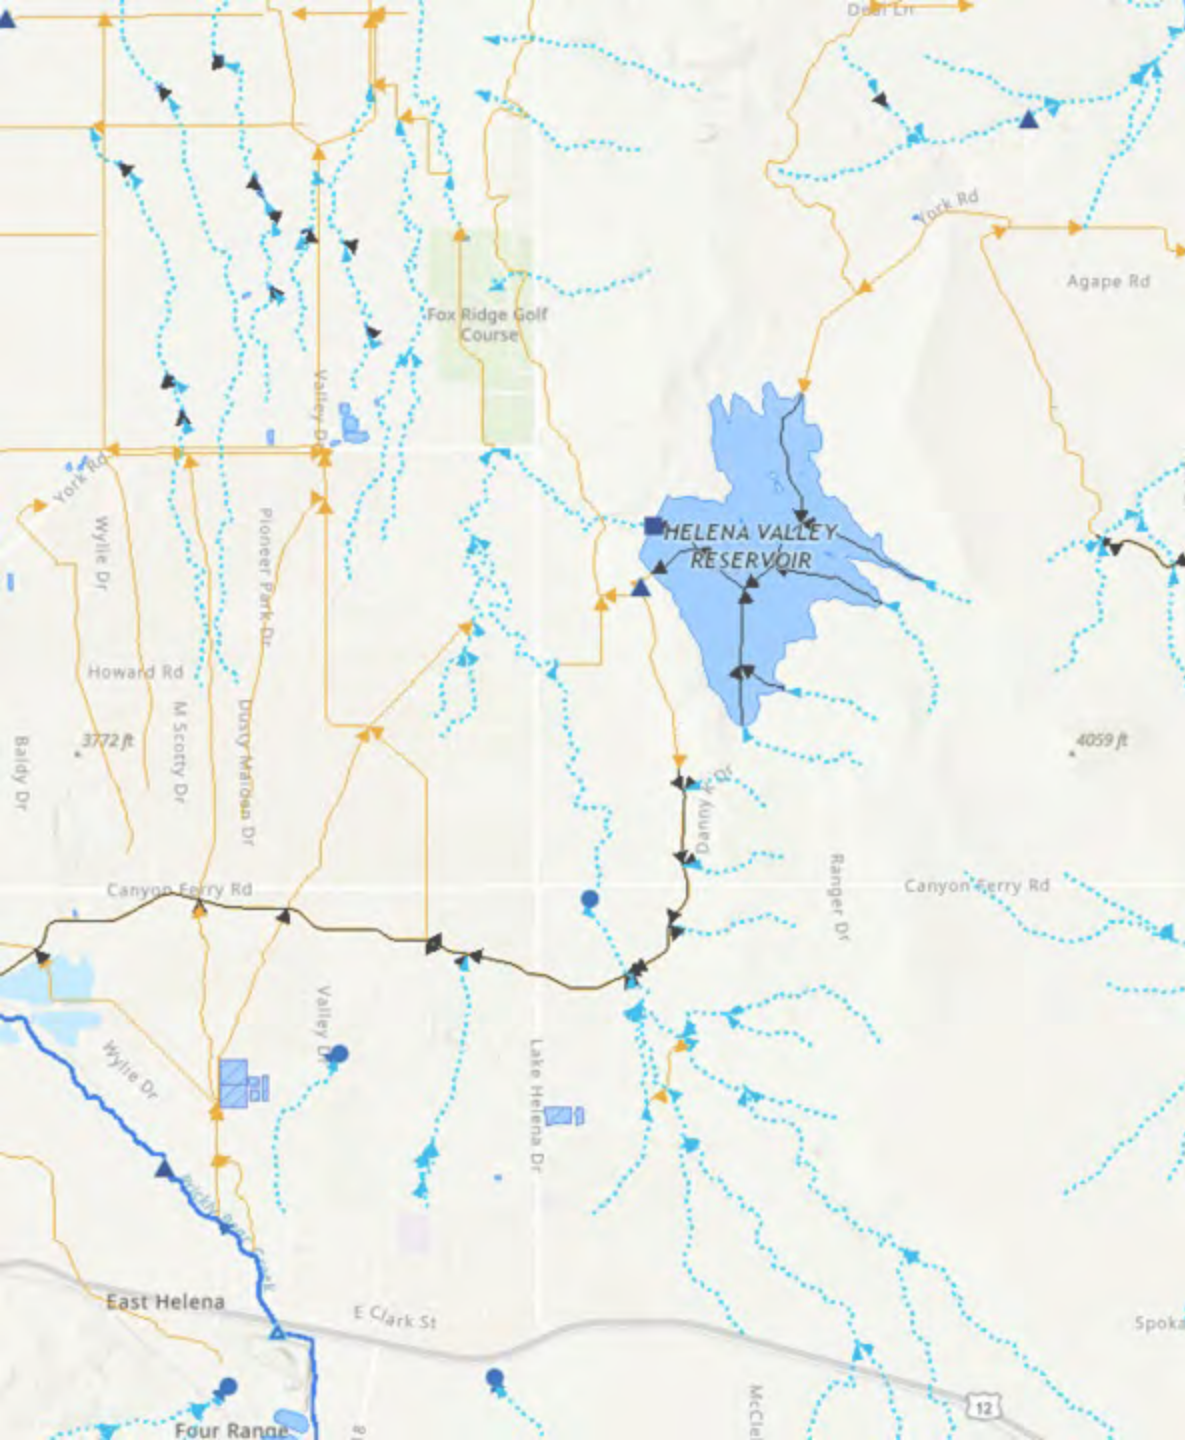 Deal Ln
York Rd
Agape Rd
Fox Ridge Golf
Course
Valley Dr
York Rd
HELENA VALLEY
RESERVOIR
Wylie Dr
Pioneer Park Dr
Howard Rd
M Scotty Dr
Dusty Maiden Dr
3772 ft
4059 ft
Baldy Dr
Danny K Dr
Ranger Dr
Canyon Ferry Rd
Canyon Ferry Rd
Valley Dr
Wylie Dr
Lake Helena Dr
Prickly Pear Creek
East Helena
E Clark St
Spoka
12
McClel
Four Range